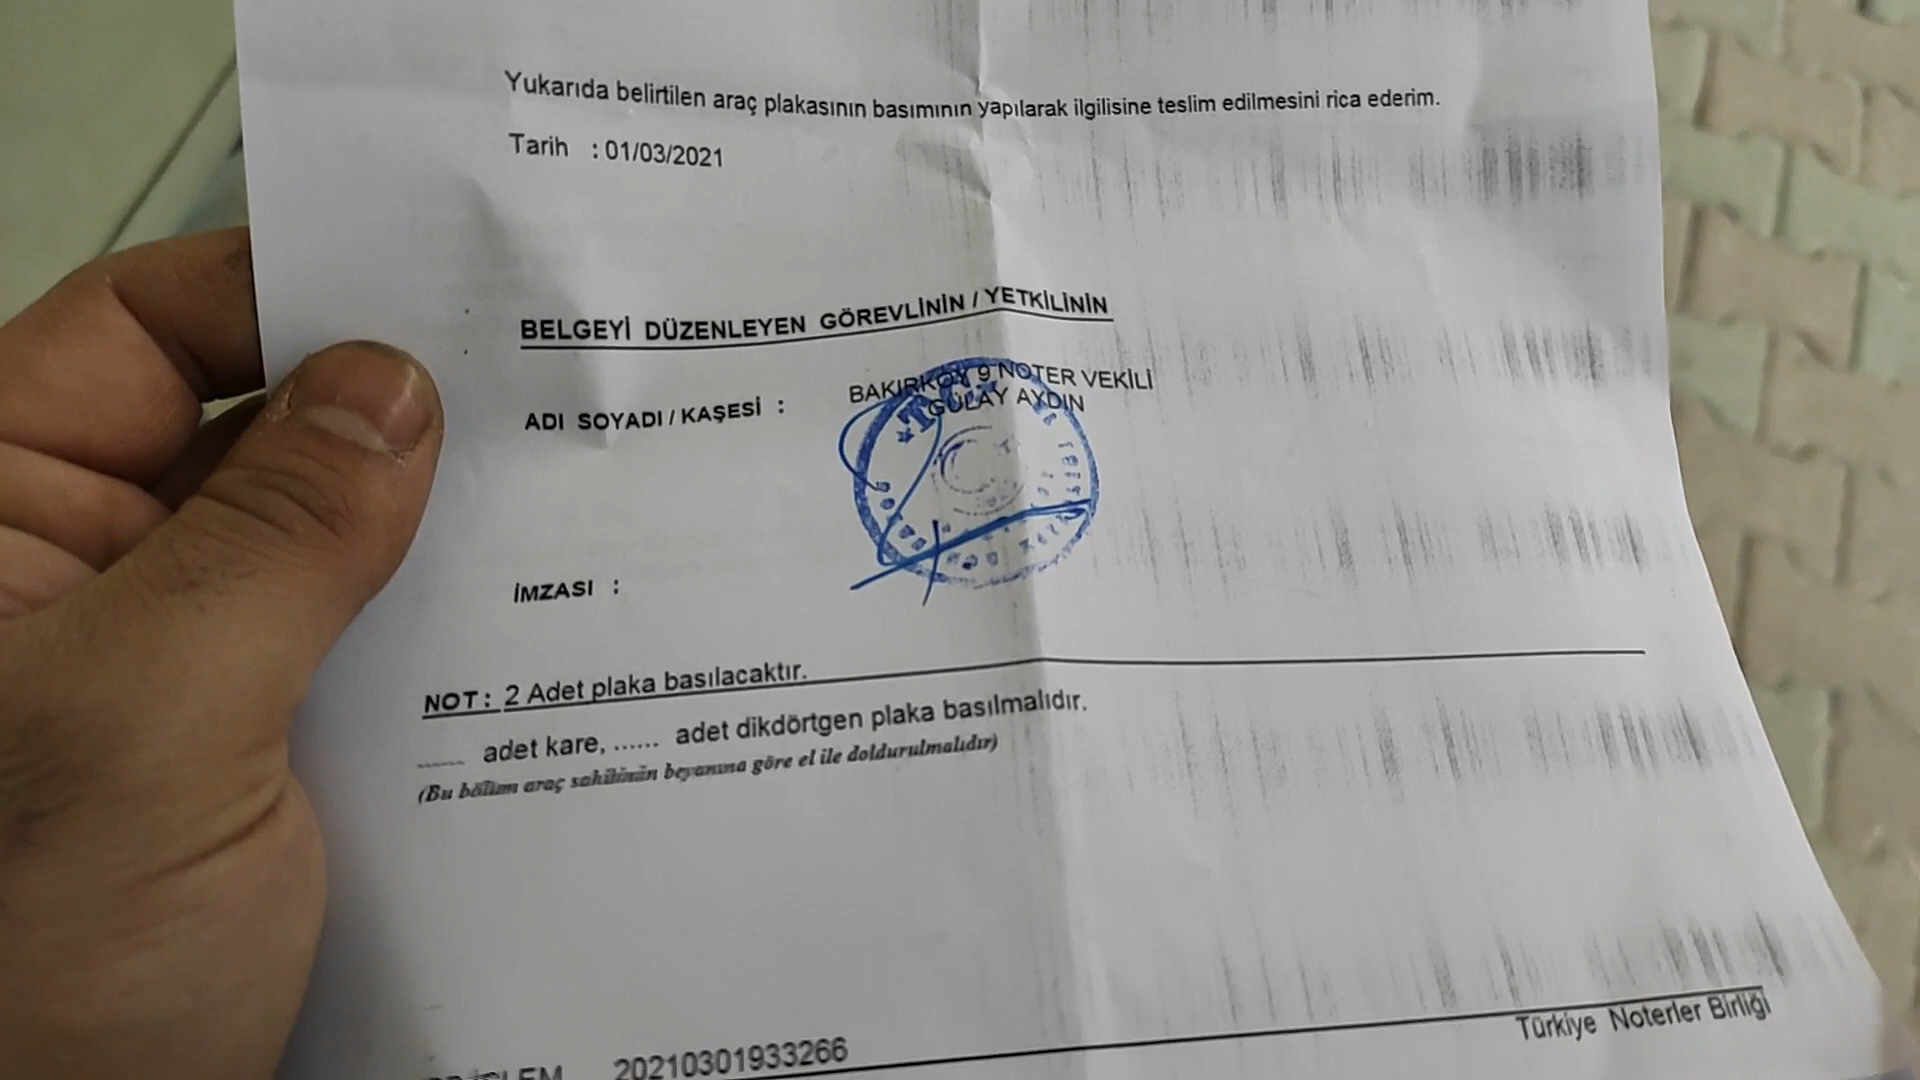 Yukarıda belirtilen araç plakasının basımının yapılarak ilgilisine teslim edilmesini rica ederim.
Tarih : 01/03/2021
BELGEYİ DÜZENLEYEN GÖREVLİNİN / YETKİLİNİN
BAKIRKÖY 9 NOTER VEKİLİ
GÜLAY AYDIN
ADI SOYADI / KAŞESİ :
İMZASI :
NOT : 2 Adet plaka basılacaktır.
...... adet kare, ...... adet dikdörtgen plaka basılmalıdır.
(Bu bölüm araç sahibinin beyanına göre el ile doldurulmalıdır)
Türkiye Noterler Birliği
İŞLEM 20210301933266